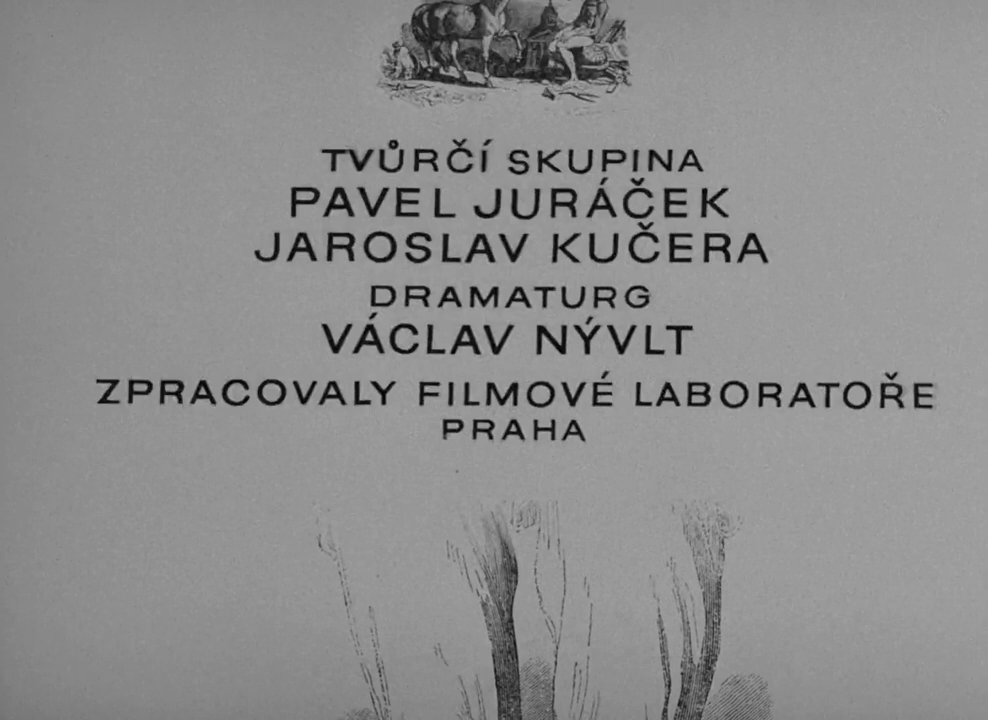 TVŮRČÍ SKUPINA
PAVEL JURÁČEK
JAROSLAV KUČERA
DRAMATURG
VÁCLAV NÝVLT
ZPRACOVALY FILMOVÉ LABORATOŘE
PRAHA